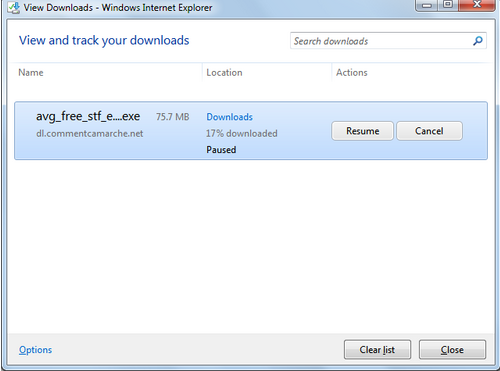 View Downloads - Windows Internet Explorer
View and track your downloads
Search downloads
Name Location Actions
avg_free_stf_e....exe 75.7 MB Downloads
dl.commentcamarche.net 17% downloaded
Paused
Resume Cancel
Options Clear list Close